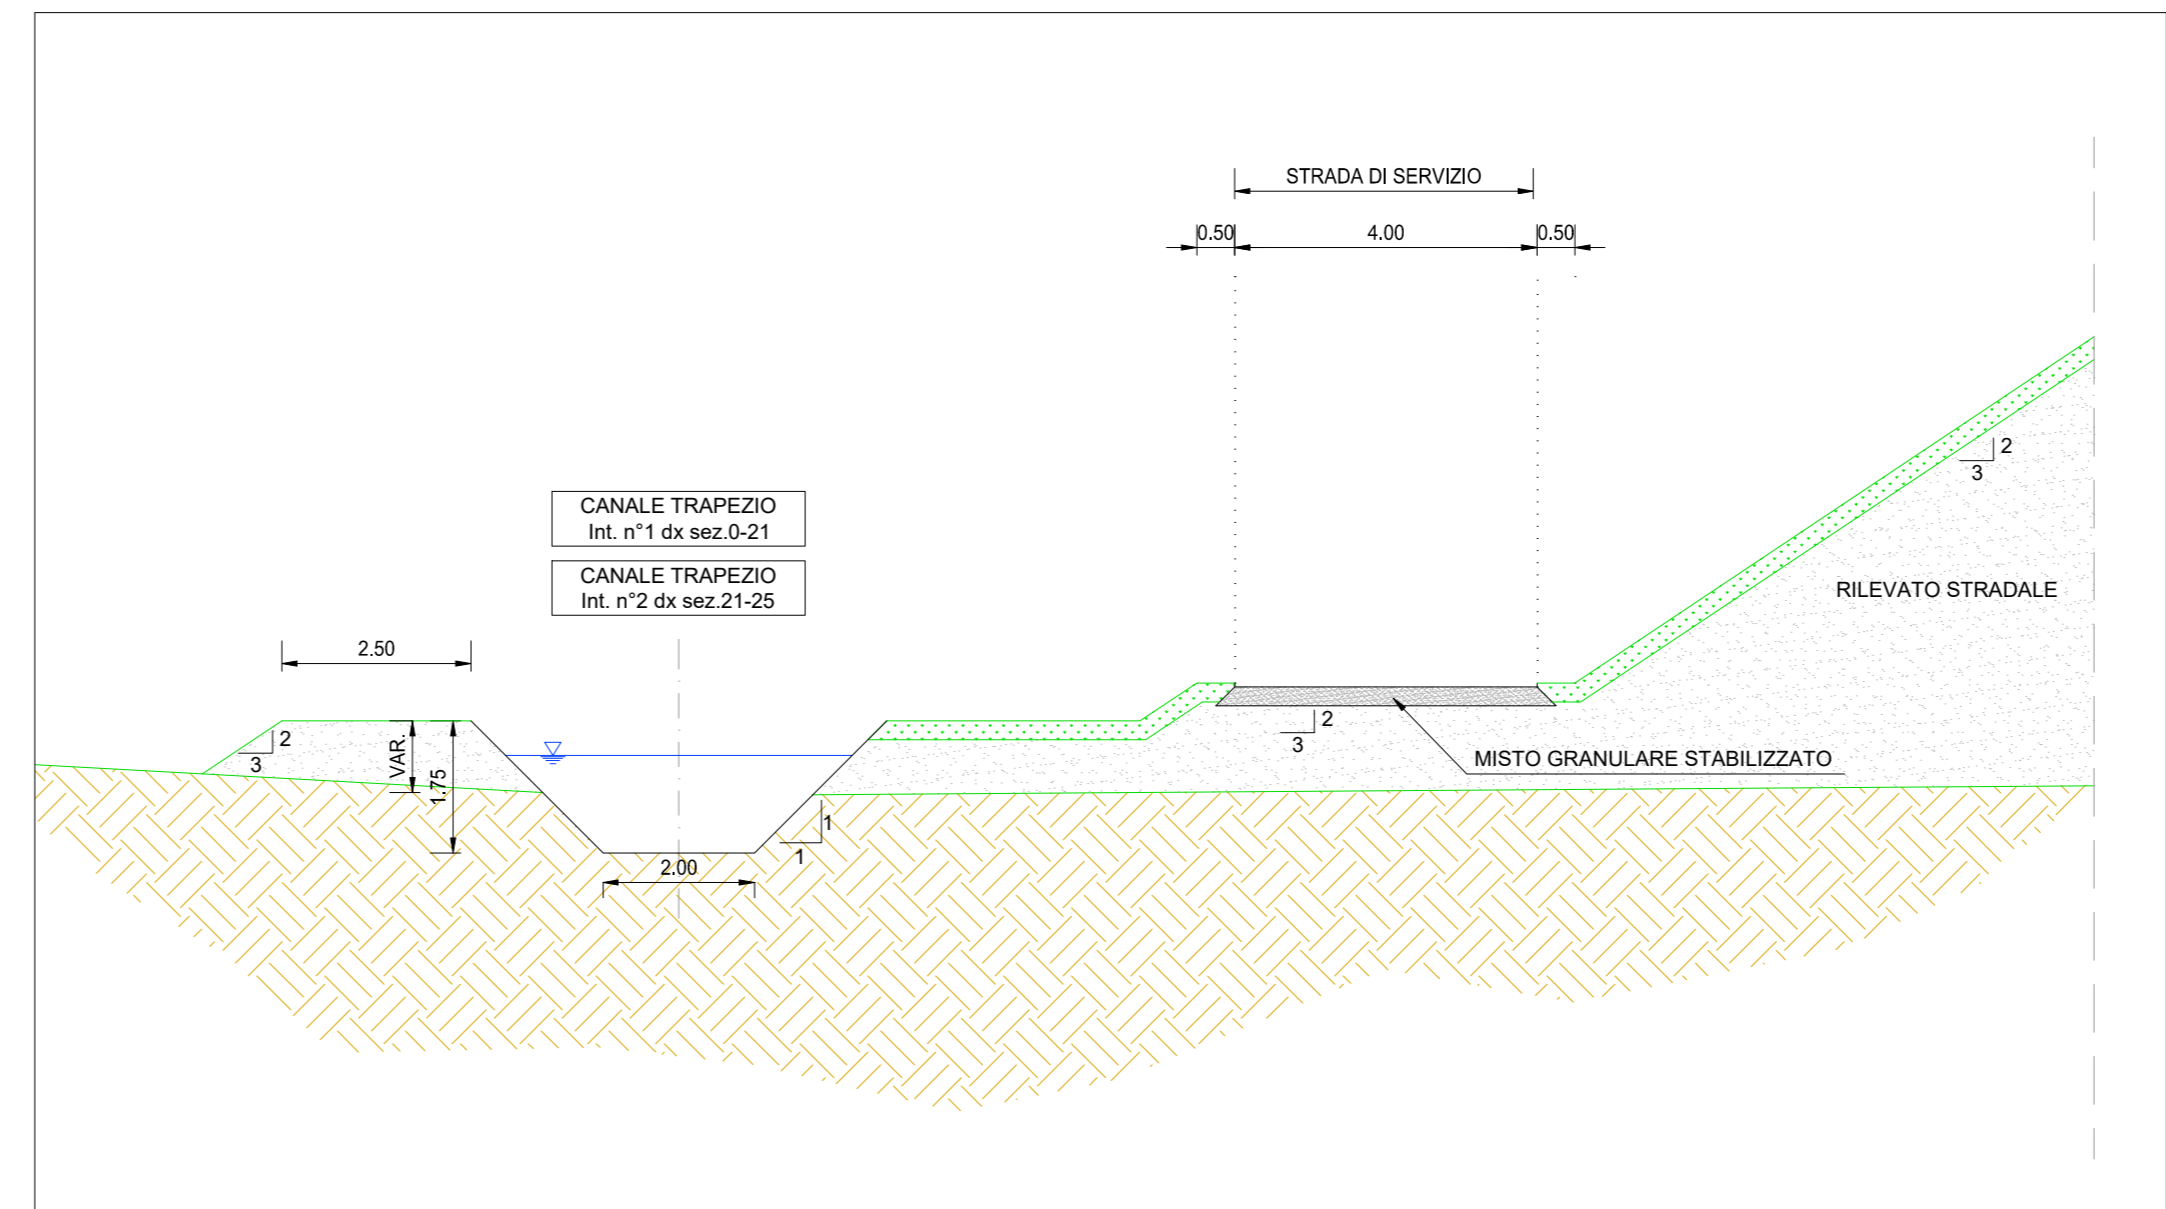 STRADA DI SERVIZIO
0.50
4.00
0.50
2
3
CANALE TRAPEZIO
Int. n°1 dx sez.0-21
CANALE TRAPEZIO
Int. n°2 dx sez.21-25
RILEVATO STRADALE
2.50
2
3
VAR.
1.75
2
3
MISTO GRANULARE STABILIZZATO
1
1
2.00